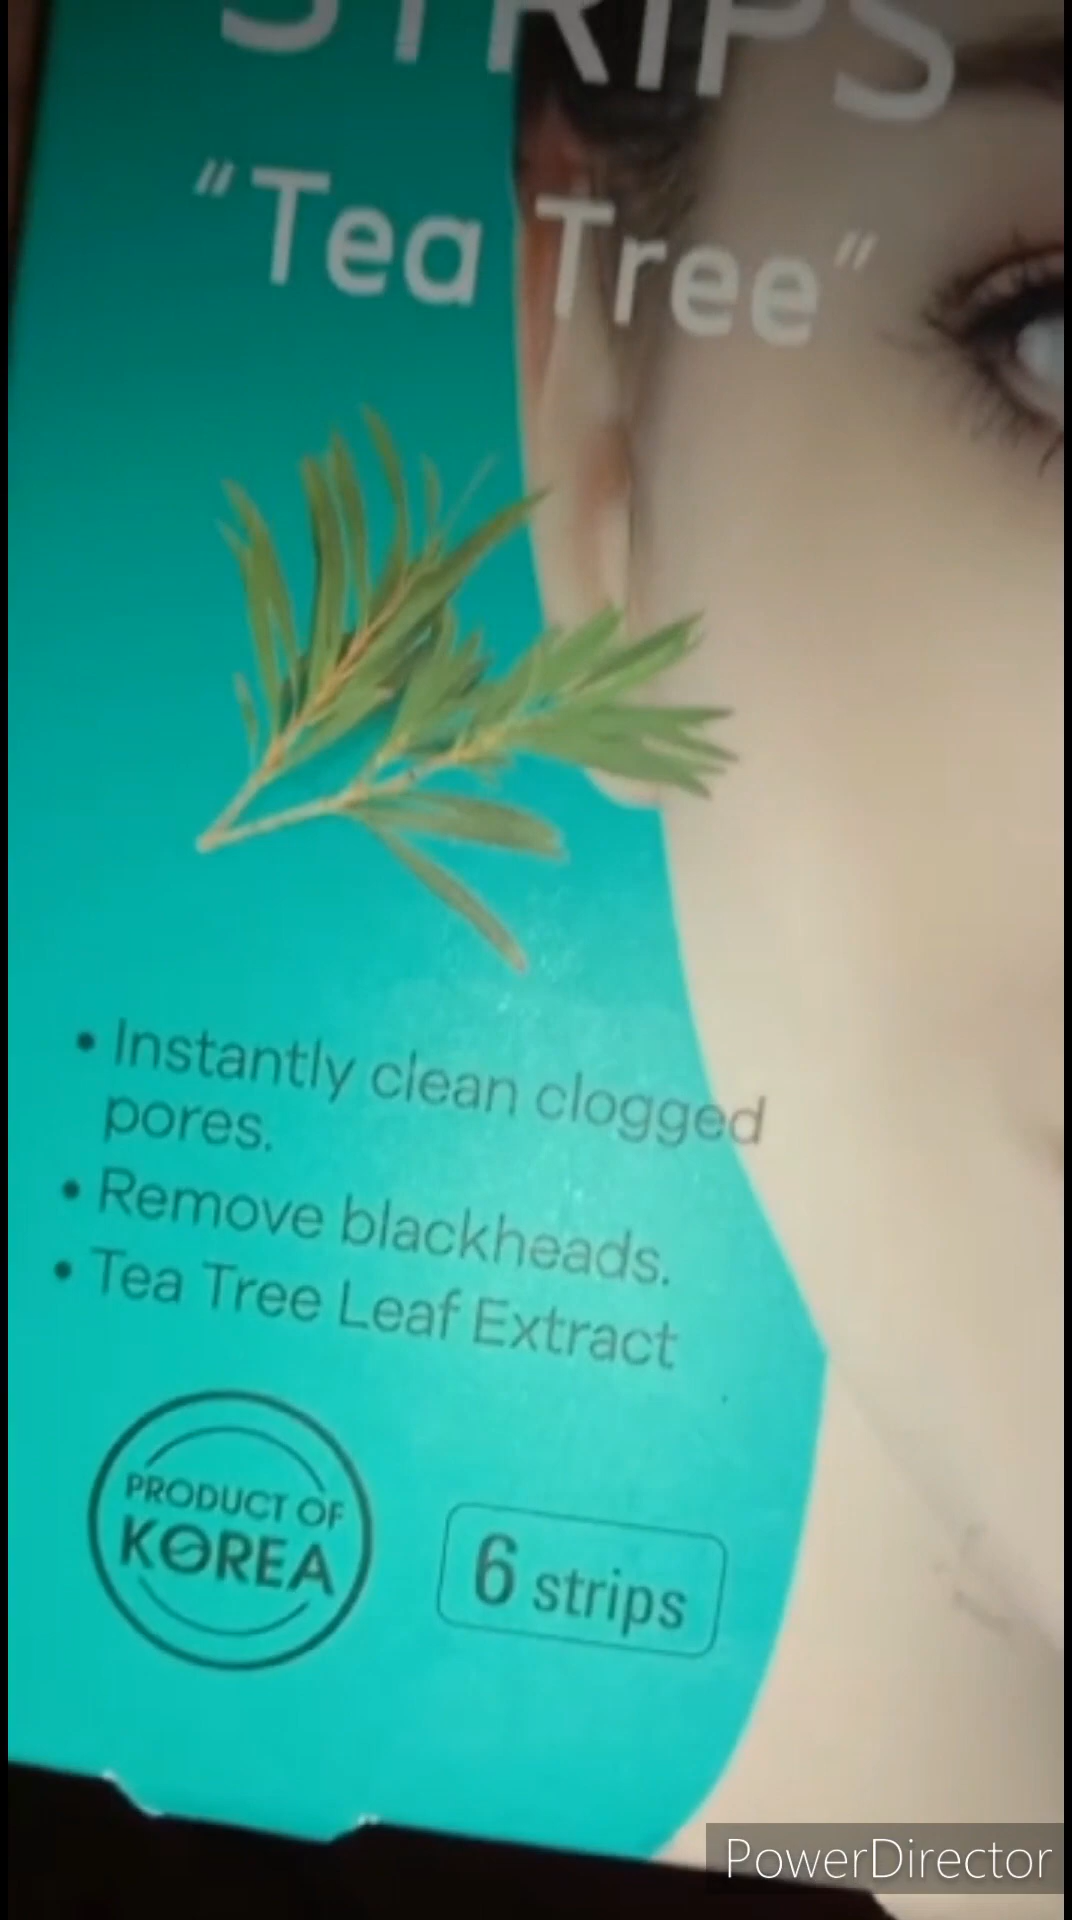 STRIPS
"Tea Tree"
• Instantly clean clogged
pores.
• Remove blackheads.
• Tea Tree Leaf Extract
PRODUCT OF
KOREA
6 strips
PowerDirector